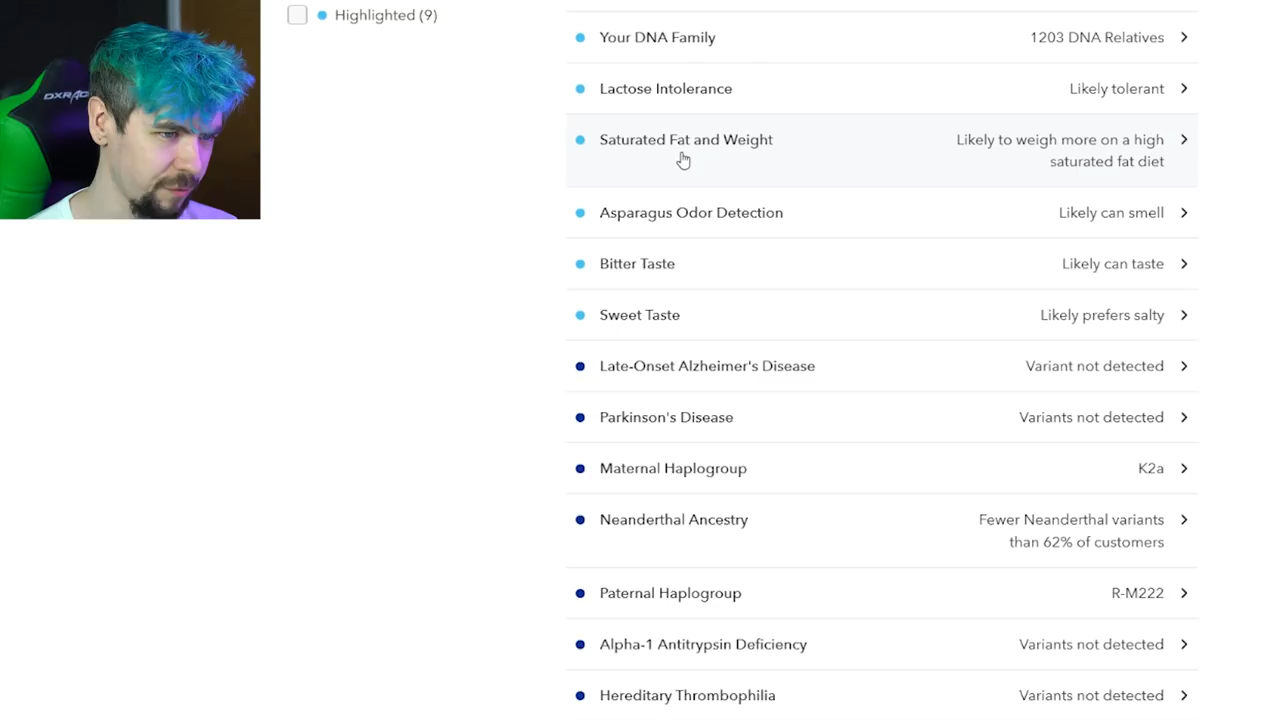 Highlighted (9)
Your DNA Family 1203 DNA Relatives
Lactose Intolerance Likely tolerant
Saturated Fat and Weight Likely to weigh more on a high
saturated fat diet
Asparagus Odor Detection Likely can smell
Bitter Taste Likely can taste
Sweet Taste Likely prefers salty
Late-Onset Alzheimer's Disease Variant not detected
Parkinson's Disease Variants not detected
Maternal Haplogroup K2a
Neanderthal Ancestry Fewer Neanderthal variants
than 62% of customers
Paternal Haplogroup R-M222
Alpha-1 Antitrypsin Deficiency Variants not detected
Hereditary Thrombophilia Variants not detected